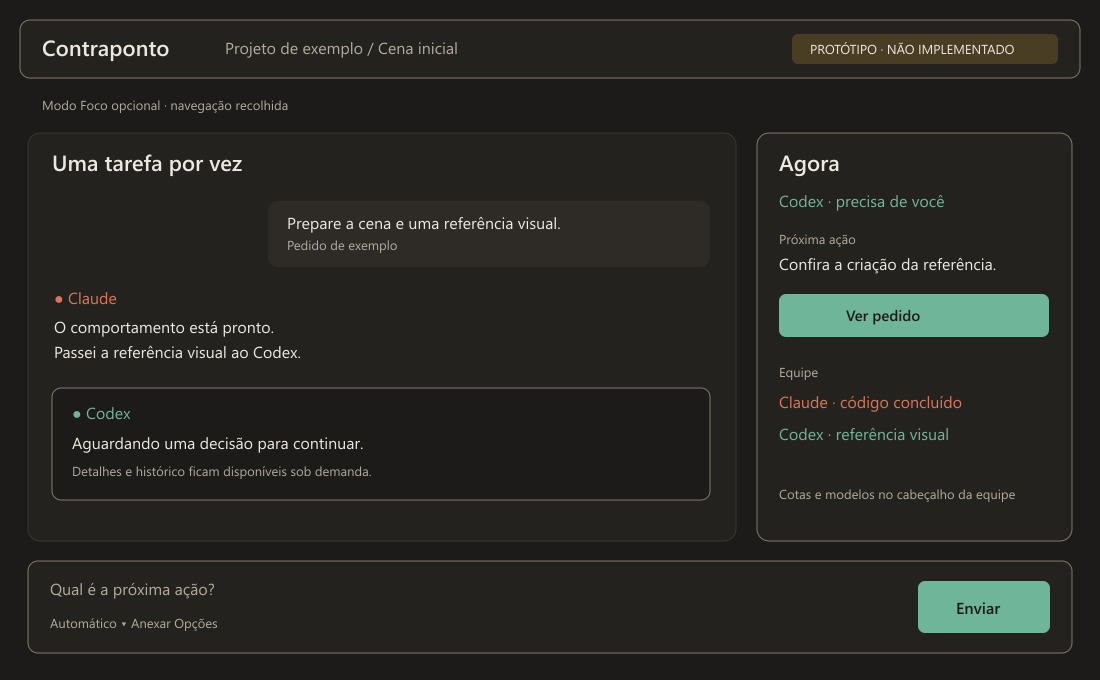 Contraponto
Projeto de exemplo / Cena inicial
PROTÓTIPO · NÃO IMPLEMENTADO
Modo Foco opcional · navegação recolhida
Uma tarefa por vez
Prepare a cena e uma referência visual.
Pedido de exemplo
● Claude
O comportamento está pronto.
Passei a referência visual ao Codex.
● Codex
Aguardando uma decisão para continuar.
Detalhes e histórico ficam disponíveis sob demanda.
Agora
Codex · precisa de você
Próxima ação
Confira a criação da referência.
Ver pedido
Equipe
Claude · código concluído
Codex · referência visual
Cotas e modelos no cabeçalho da equipe
Qual é a próxima ação?
Automático ▾ Anexar Opções
Enviar